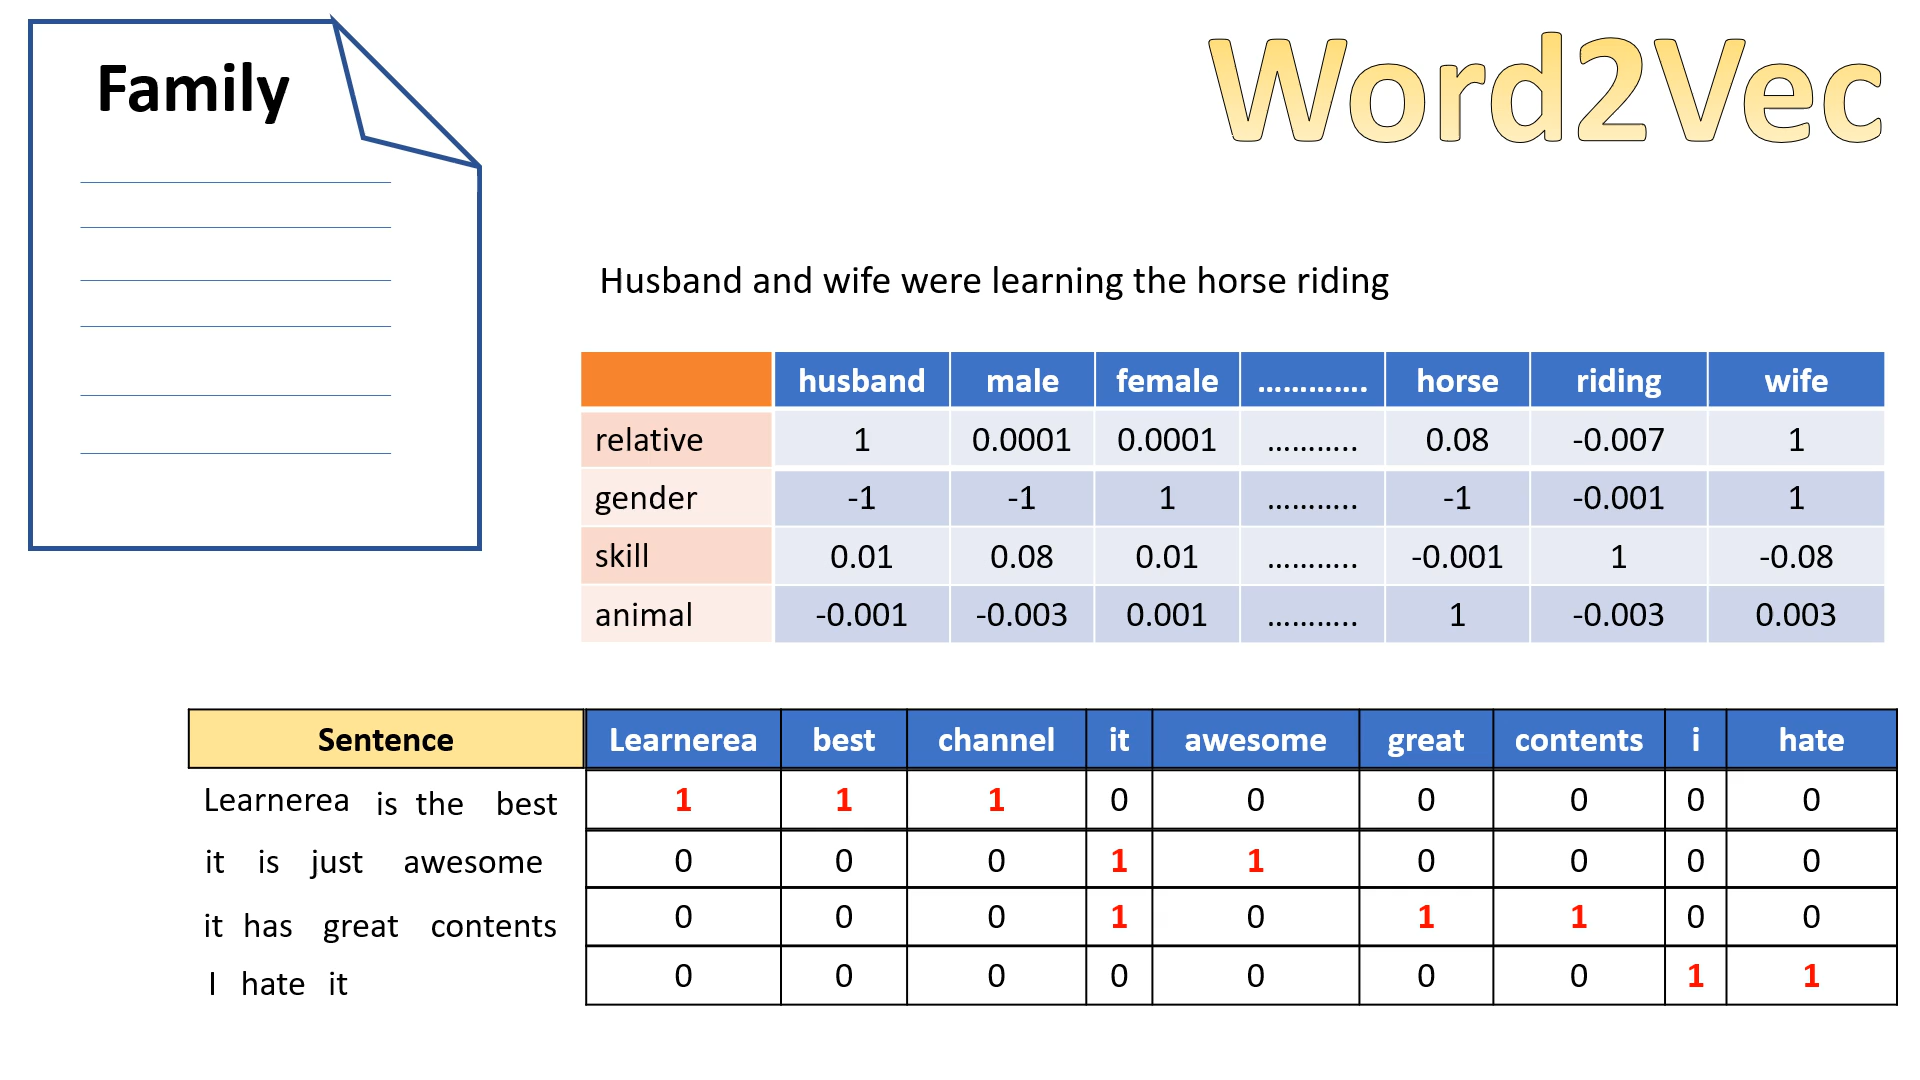 Family
Word2Vec
Husband and wife were learning the horse riding
husband male female ............. horse riding wife
relative 1 0.0001 0.0001 ........... 0.08 -0.007 1
gender -1 -1 1 ........... -1 -0.001 1
skill 0.01 0.08 0.01 ........... -0.001 1 -0.08
animal -0.001 -0.003 0.001 ........... 1 -0.003 0.003
Sentence Learnerea best channel it awesome great contents i hate
Learnerea is the best 1 1 1 0 0 0 0 0 0
it is just awesome 0 0 0 1 1 0 0 0 0
it has great contents 0 0 0 1 0 1 1 0 0
I hate it 0 0 0 0 0 0 0 1 1